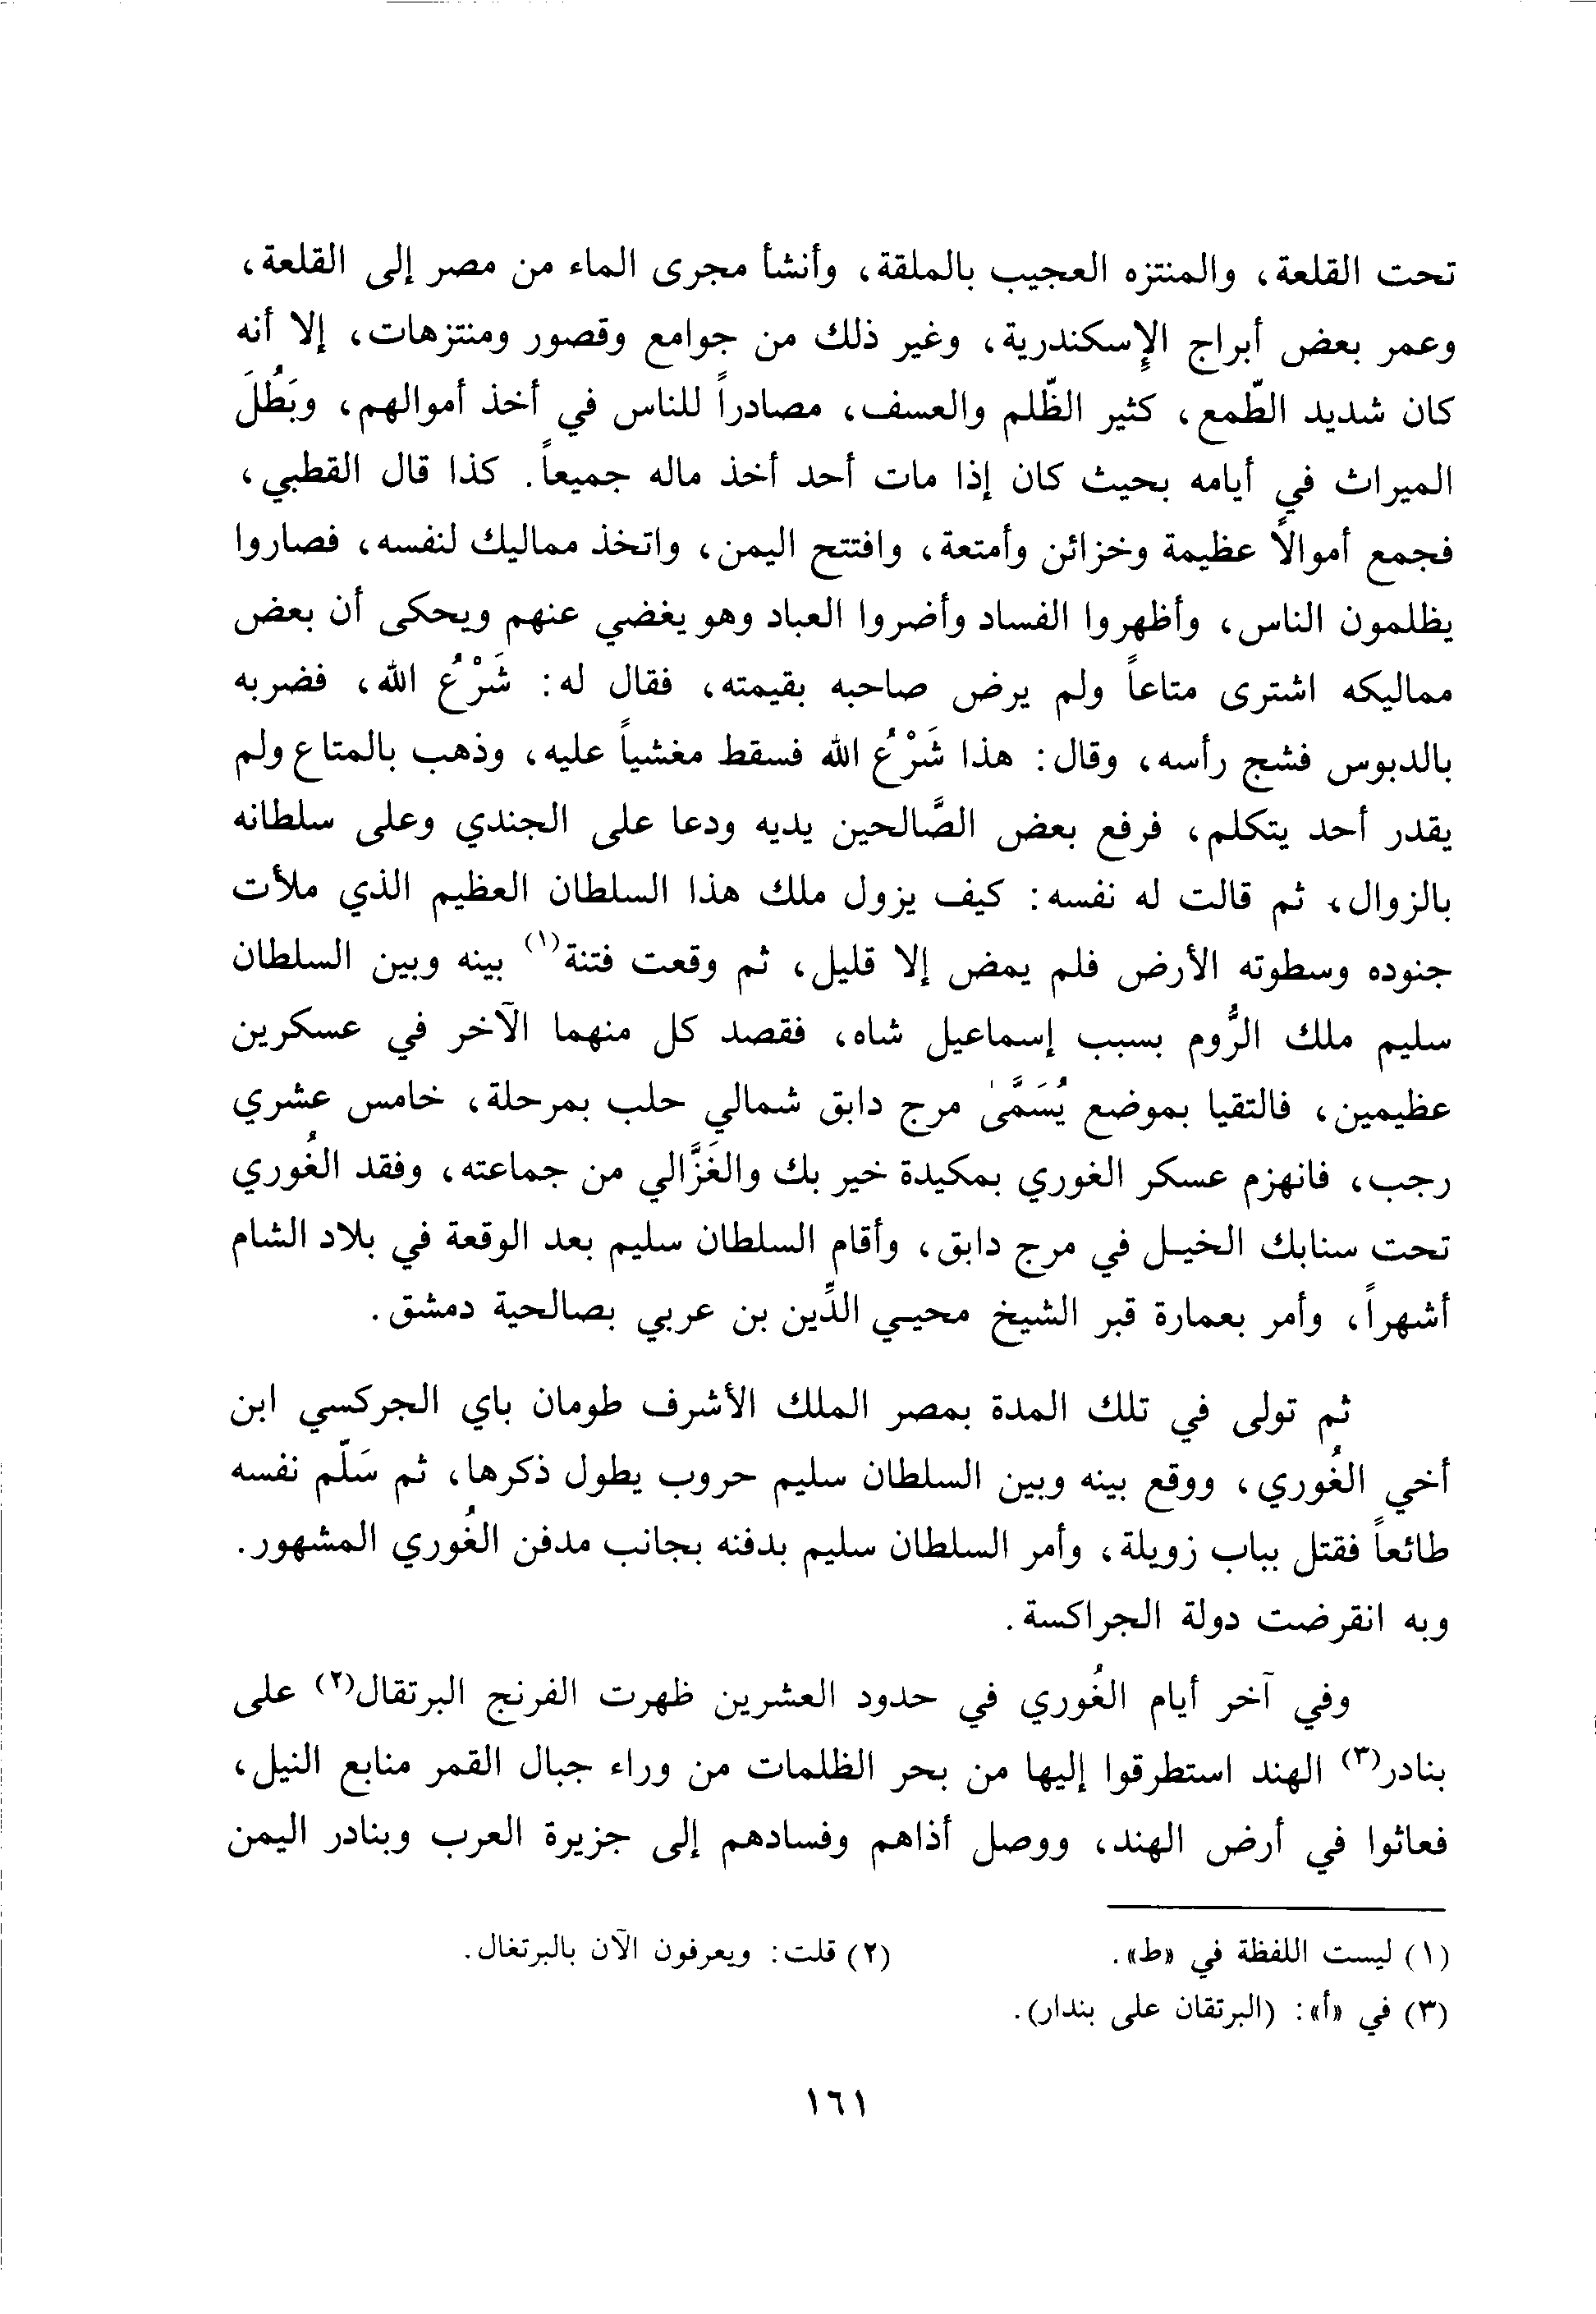 تحت القلعة، والمنتزه العجيب بالملقة، وأنشأ مجرى الماء من مصر إلى القلعة،
وعمر بعض أبراج الإسكندرية، وغير ذلك من جوامع وقصور ومنتزهات، إلا أنه
كان شديد الطّمع، كثير الظّلم والعسف، مصادراً للناس في أخذ أموالهم، وبَطُلَ
الميراث في أيامه بحيث كان إذا مات أحد أخذ ماله جميعاً. كذا قال القطبي،
فجمع أموالاً عظيمة وخزائن وأمتعة، وافتتح اليمن، واتخذ مماليك لنفسه، فصاروا
يظلمون الناس، وأظهروا الفساد وأضروا العباد وهو يغضي عنهم ويحكى أن بعض
مماليكه اشترى متاعاً ولم يرض صاحبه بقيمته، فقال له: شَرْعُ الله، فضربه
بالدبوس فشج رأسه، وقال: هذا شَرْعُ الله فسقط مغشياً عليه، وذهب بالمتاع ولم
يقدر أحد يتكلم، فرفع بعض الصَّالحين يديه ودعا على الجندي وعلى سلطانه
بالزوال، ثم قالت له نفسه: كيف يزول ملك هذا السلطان العظيم الذي ملأت
جنوده وسطوته الأرض فلم يمض إلا قليل، ثم وقعت فتنة(١) بينه وبين السلطان
سليم ملك الرُّوم بسبب إسماعيل شاه، فقصد كل منهما الآخر في عسكرين
عظيمين، فالتقيا بموضع يُسَمَّىٰ مرج دابق شمالي حلب بمرحلة، خامس عشري
رجب، فانهزم عسكر الغوري بمكيدة خير بك والغَزَّالي من جماعته، وفقد الغُوري
تحت سنابك الخيل في مرج دابق، وأقام السلطان سليم بعد الوقعة في بلاد الشام
أشهراً، وأمر بعمارة قبر الشيخ محيي الدِّين بن عربي بصالحية دمشق.
ثم تولى في تلك المدة بمصر الملك الأشرف طومان باي الجركسي ابن
أخي الغُوري، ووقع بينه وبين السلطان سليم حروب يطول ذكرها، ثم سَلّم نفسه
طائعاً فقتل بباب زويلة، وأمر السلطان سليم بدفنه بجانب مدفن الغُوري المشهور.
وبه انقرضت دولة الجراكسة.
وفي آخر أيام الغُوري في حدود العشرين ظهرت الفرنج البرتقال(٢) على
بنادر(٣) الهند استطرقوا إليها من بحر الظلمات من وراء جبال القمر منابع النيل،
فعاثوا في أرض الهند، ووصل أذاهم وفسادهم إلى جزيرة العرب وبنادر اليمن
(١) ليست اللفظة في «ط». (٢) قلت: ويعرفون الآن بالبرتغال.
(٣) في «أ»: (البرتقان على بندار).
١٦١